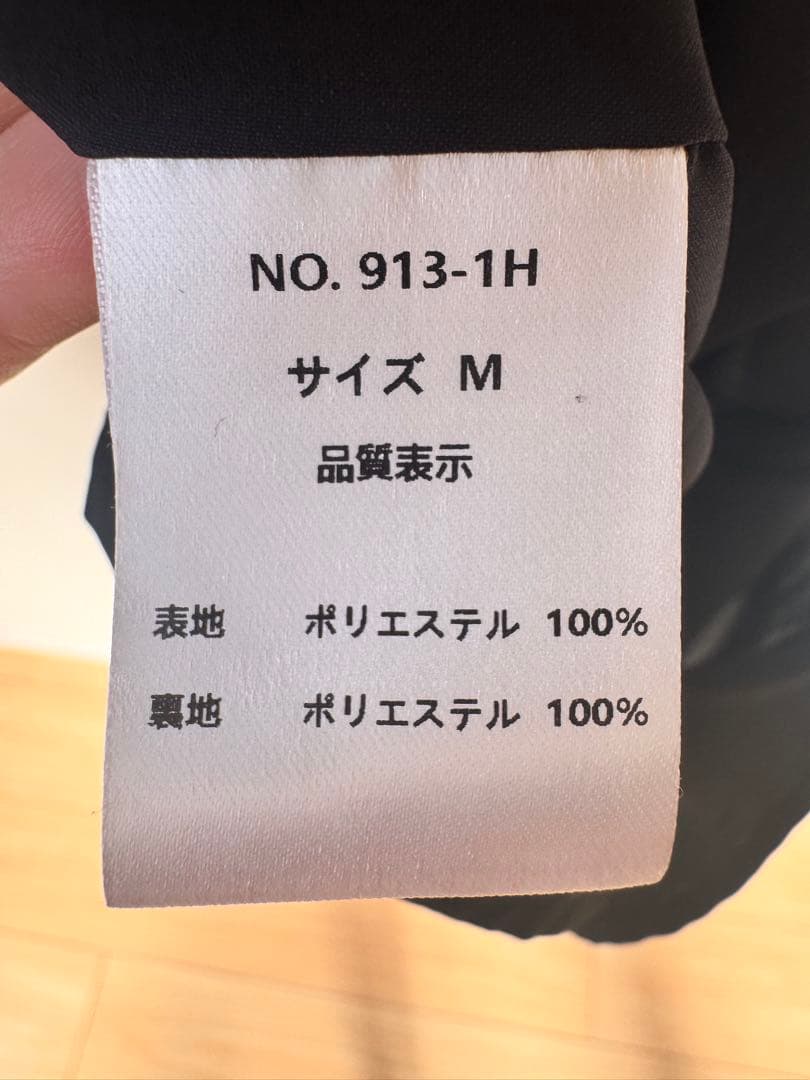 NO. 913-1H
サイズ M
品質表示
表地 ポリエステル 100%
裏地 ポリエステル 100%